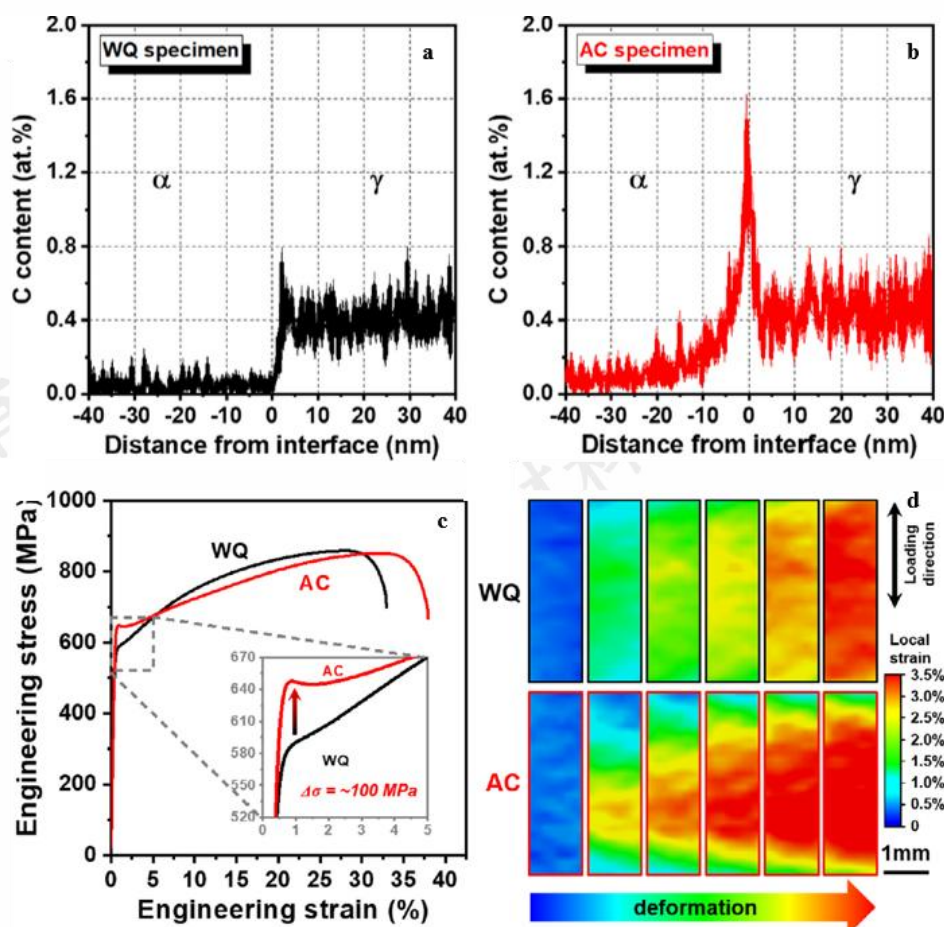 2.0
1.6
1.2
0.8
0.4
0.0
C content (at.%)
WQ specimen
a
α
γ
-40 -30 -20 -10 0 10 20 30 40
Distance from interface (nm)
2.0
1.6
1.2
0.8
0.4
0.0
C content (at.%)
AC specimen
b
α
γ
-40 -30 -20 -10 0 10 20 30 40
Distance from interface (nm)
1000
800
600
400
200
0
Engineering stress (MPa)
c
WQ
AC
670
640
610
580
550
520
AC
WQ
Δσ = ~100 MPa
0 1 2 3 4 5
0 5 10 15 20 25 30 35 40
Engineering strain (%)
d
WQ
AC
Loading
direction
Local
strain
3.5%
3.0%
2.5%
2.0%
1.5%
1.0%
0.5%
0
1mm
deformation